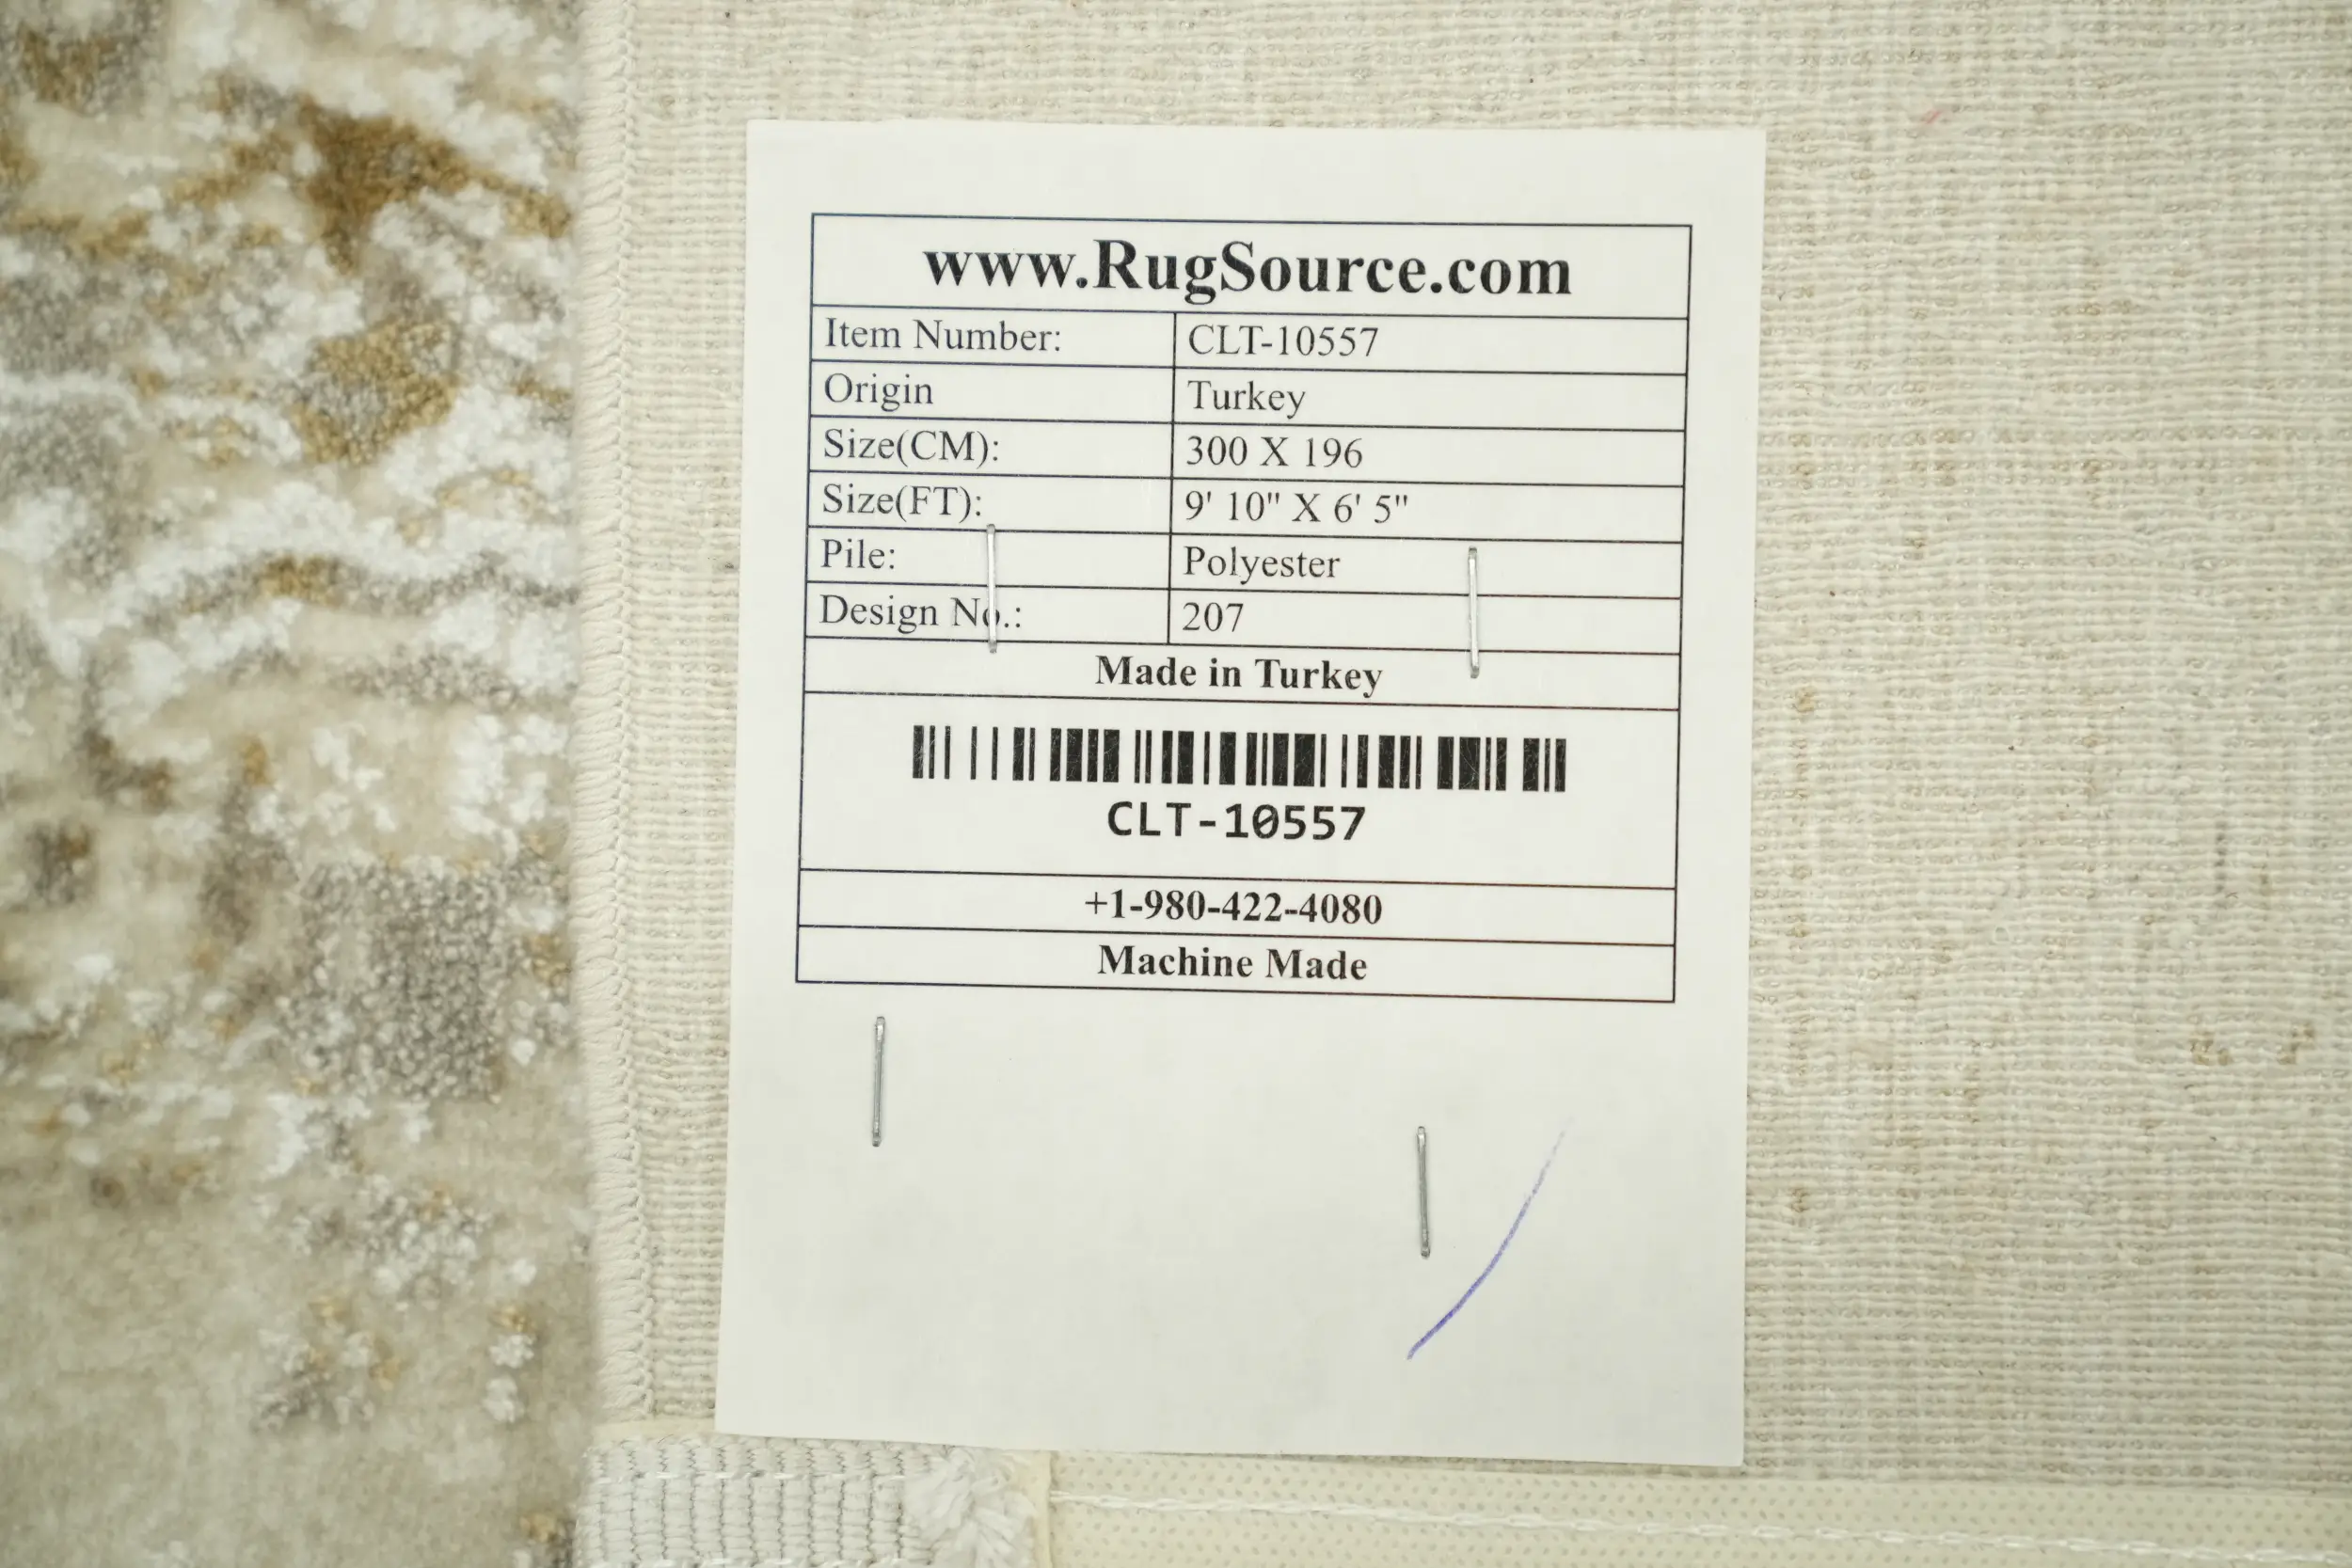 www.RugSource.com
Item Number: CLT-10557
Origin Turkey
Size(CM): 300 X 196
Size(FT): 9' 10" X 6' 5"
Pile: Polyester
Design No.: 207
Made in Turkey
CLT-10557
+1-980-422-4080
Machine Made